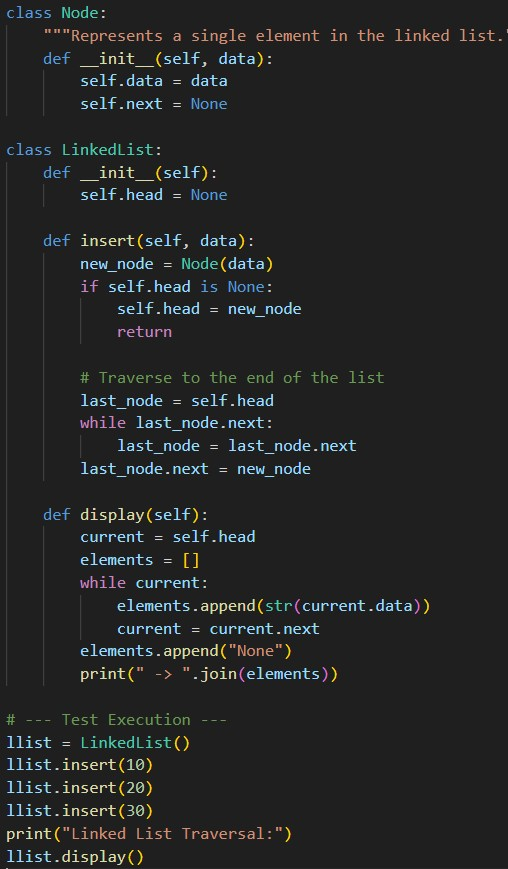 class Node:
    """Represents a single element in the linked list."
    def __init__(self, data):
        self.data = data
        self.next = None

class LinkedList:
    def __init__(self):
        self.head = None

    def insert(self, data):
        new_node = Node(data)
        if self.head is None:
            self.head = new_node
            return

        # Traverse to the end of the list
        last_node = self.head
        while last_node.next:
            last_node = last_node.next
        last_node.next = new_node

    def display(self):
        current = self.head
        elements = []
        while current:
            elements.append(str(current.data))
            current = current.next
        elements.append("None")
        print(" -> ".join(elements))

# --- Test Execution ---
llist = LinkedList()
llist.insert(10)
llist.insert(20)
llist.insert(30)
print("Linked List Traversal:")
llist.display()